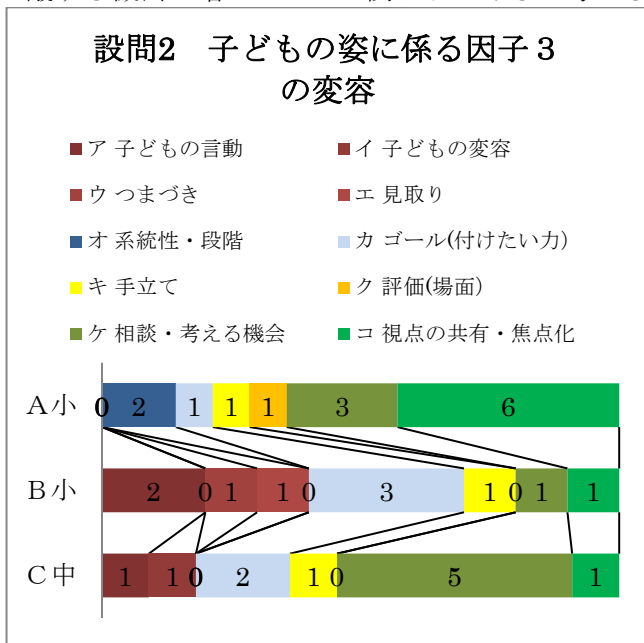 設問2 子どもの姿に係る因子3
の変容
ア 子どもの言動
イ 子どもの変容
ウ つまづき
エ 見取り
オ 系統性・段階
カ ゴール(付けたい力)
キ 手立て
ク 評価(場面)
ケ 相談・考える機会
コ 視点の共有・焦点化
A小 0 2 1 1 1 3 6
B小 2 0 1 1 0 3 1 0 1 1
C中 1 1 0 2 1 0 5 1